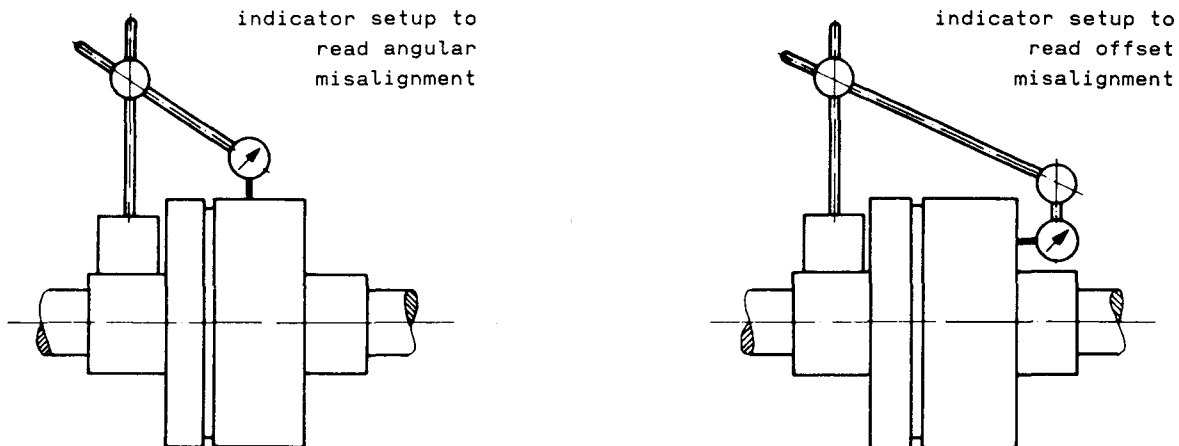 indicator setup to
read angular
misalignment
indicator setup to
read offset
misalignment